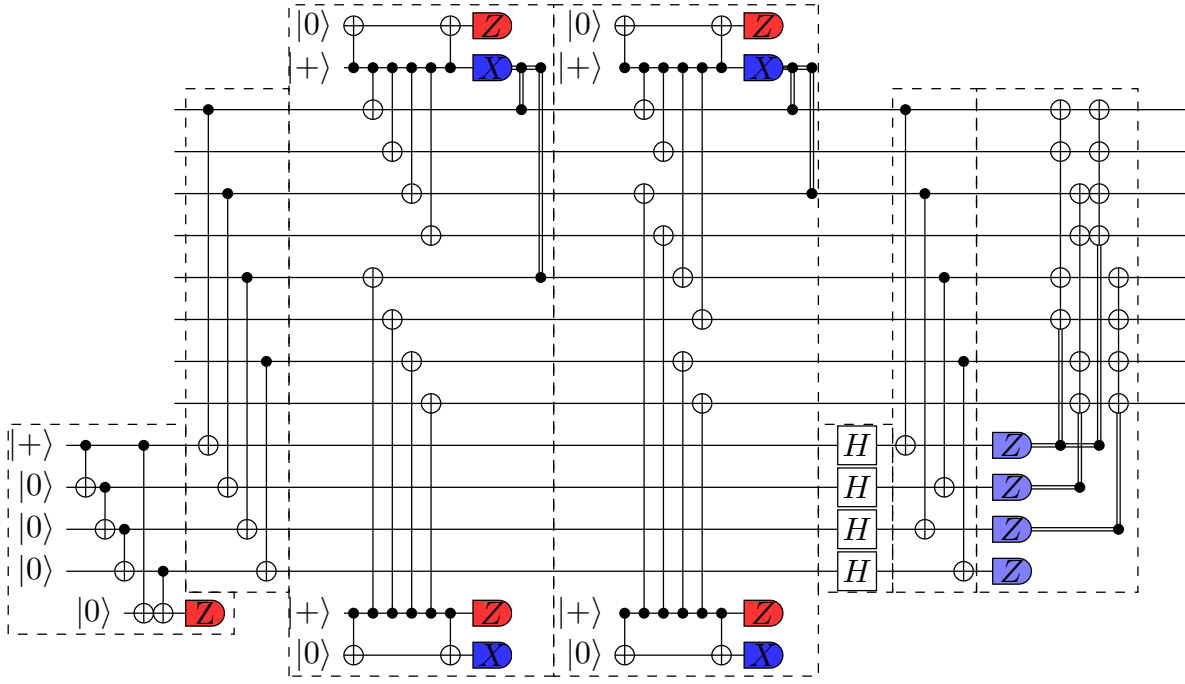 |0⟩ Z |0⟩ Z
|+⟩ X |+⟩ X
|+⟩ H Z
|0⟩ H Z
|0⟩ H Z
|0⟩ H Z
|0⟩ Z |+⟩ Z |+⟩ Z
|0⟩ X |0⟩ X